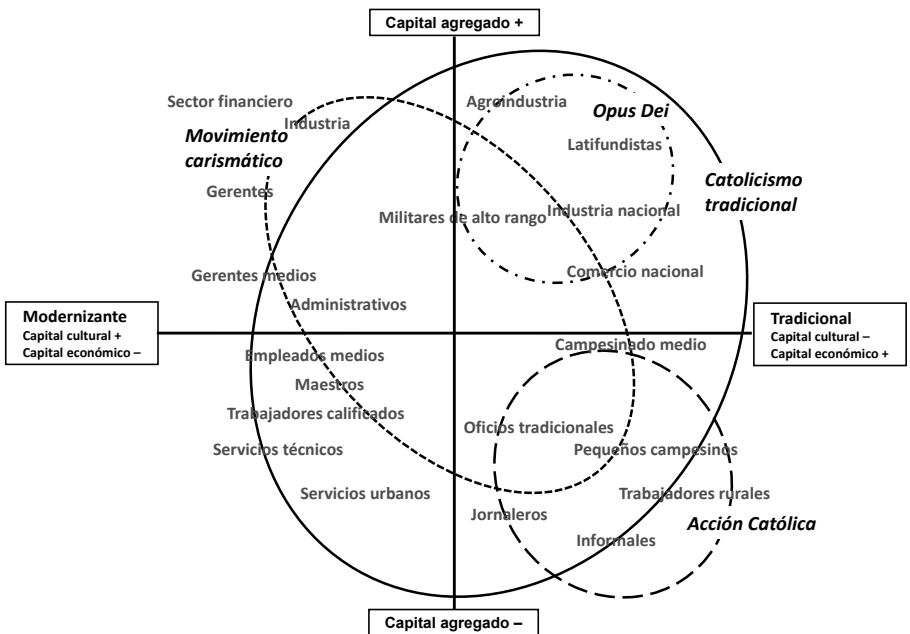 Capital agregado +
Sector financiero
Agroindustria
Opus Dei
Industria
Movimiento
carismático
Latifundistas
Catolicismo
tradicional
Gerentes
Militares de alto rango
Industria nacional
Gerentes medios
Comercio nacional
Administrativos
Modernizante
Capital cultural +
Capital económico –
Tradicional
Capital cultural –
Capital económico +
Empleados medios
Campesinado medio
Maestros
Trabajadores calificados
Oficios tradicionales
Servicios técnicos
Pequeños campesinos
Servicios urbanos
Trabajadores rurales
Jornaleros
Acción Católica
Informales
Capital agregado –